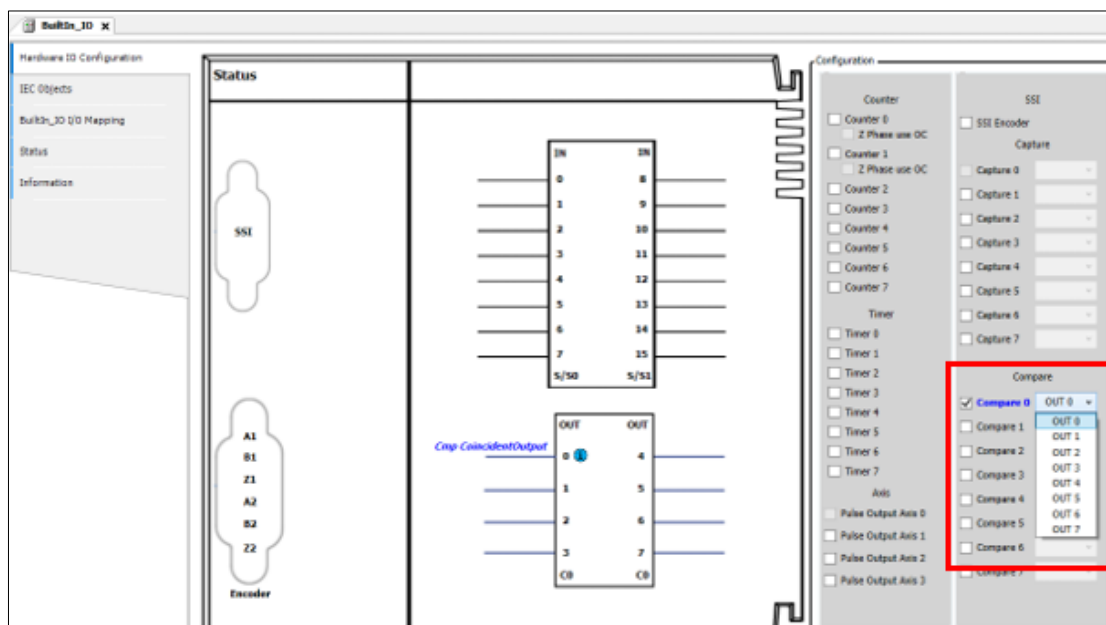 BuiltIn_IO x
Hardware IO Configuration
IEC Objects
BuiltIn_IO I/O Mapping
Status
Information
Status
SSI
A1
B1
Z1
A2
B2
Z2
Encoder
IN IN
0 8
1 9
2 10
3 11
4 12
5 13
6 14
7 15
S/S0 S/S1
OUT OUT
Cmp CoincidentOutput 0 4
1 5
2 6
3 7
C0 C0
Configuration
Counter
Counter 0
Z Phase use OC
Counter 1
Z Phase use OC
Counter 2
Counter 3
Counter 4
Counter 5
Counter 6
Counter 7
Timer
Timer 0
Timer 1
Timer 2
Timer 3
Timer 4
Timer 5
Timer 6
Timer 7
Axis
Pulse Output Axis 0
Pulse Output Axis 1
Pulse Output Axis 2
Pulse Output Axis 3
SSI
SSI Encoder
Capture
Capture 0
Capture 1
Capture 2
Capture 3
Capture 4
Capture 5
Capture 6
Capture 7
Compare
Compare 0 OUT 0
OUT 0
Compare 1 OUT 1
Compare 2 OUT 2
OUT 3
Compare 3 OUT 4
Compare 4 OUT 5
Compare 5 OUT 6
OUT 7
Compare 6
Compare 7